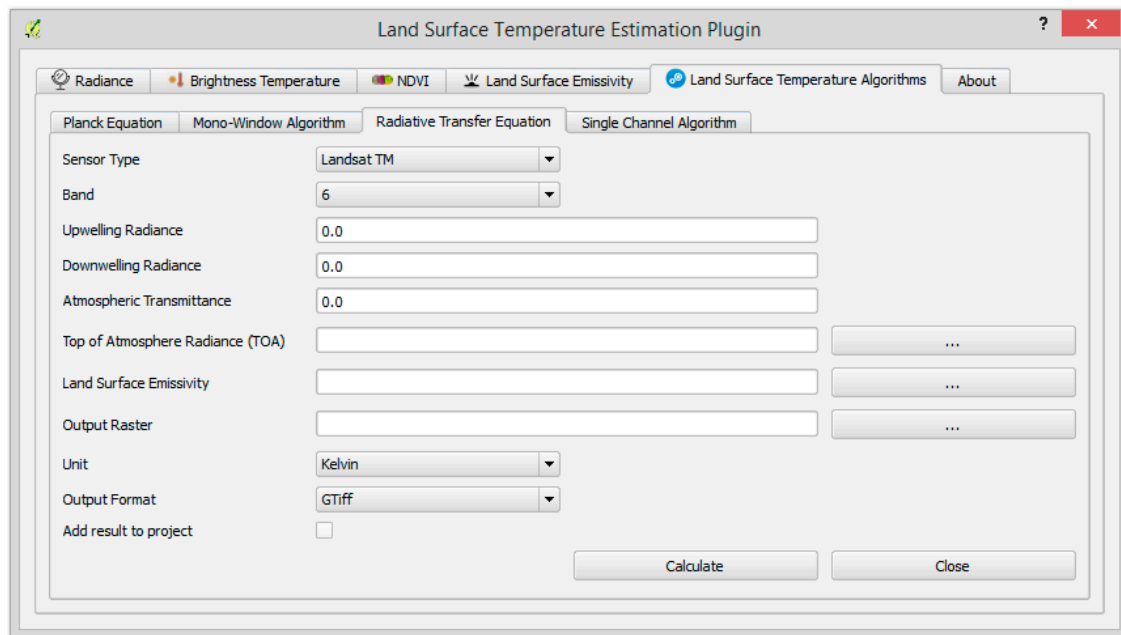 Land Surface Temperature Estimation Plugin
?
×
Radiance
Brightness Temperature
NDVI
Land Surface Emissivity
Land Surface Temperature Algorithms
About
Planck Equation
Mono-Window Algorithm
Radiative Transfer Equation
Single Channel Algorithm
Sensor Type
Landsat TM
Band
6
Upwelling Radiance
0.0
Downwelling Radiance
0.0
Atmospheric Transmittance
0.0
Top of Atmosphere Radiance (TOA)
...
Land Surface Emissivity
...
Output Raster
...
Unit
Kelvin
Output Format
GTiff
Add result to project
Calculate
Close